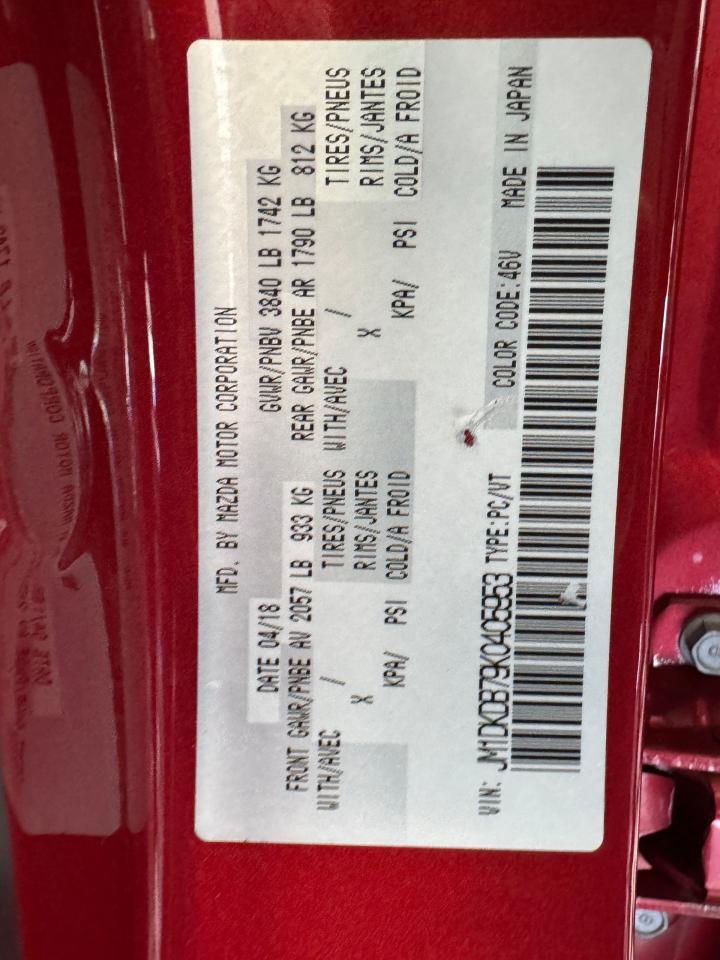 MFD. BY MAZDA MOTOR CORPORATION
DATE 04/18 GVWR/PNBV 3840 LB 1742 KG
FRONT GAWR/PNBE AV 2057 LB 933 KG REAR GAWR/PNBE AR 1790 LB 812 KG
WITH/AVEC / TIRES/PNEUS WITH/AVEC / TIRES/PNEUS
X RIMS/JANTES X RIMS/JANTES
KPA/ PSI COLD/A FROID KPA/ PSI COLD/A FROID
VIN: JM1DKDB79K0405953 TYPE:PC/VT COLOR CODE:46V MADE IN JAPAN